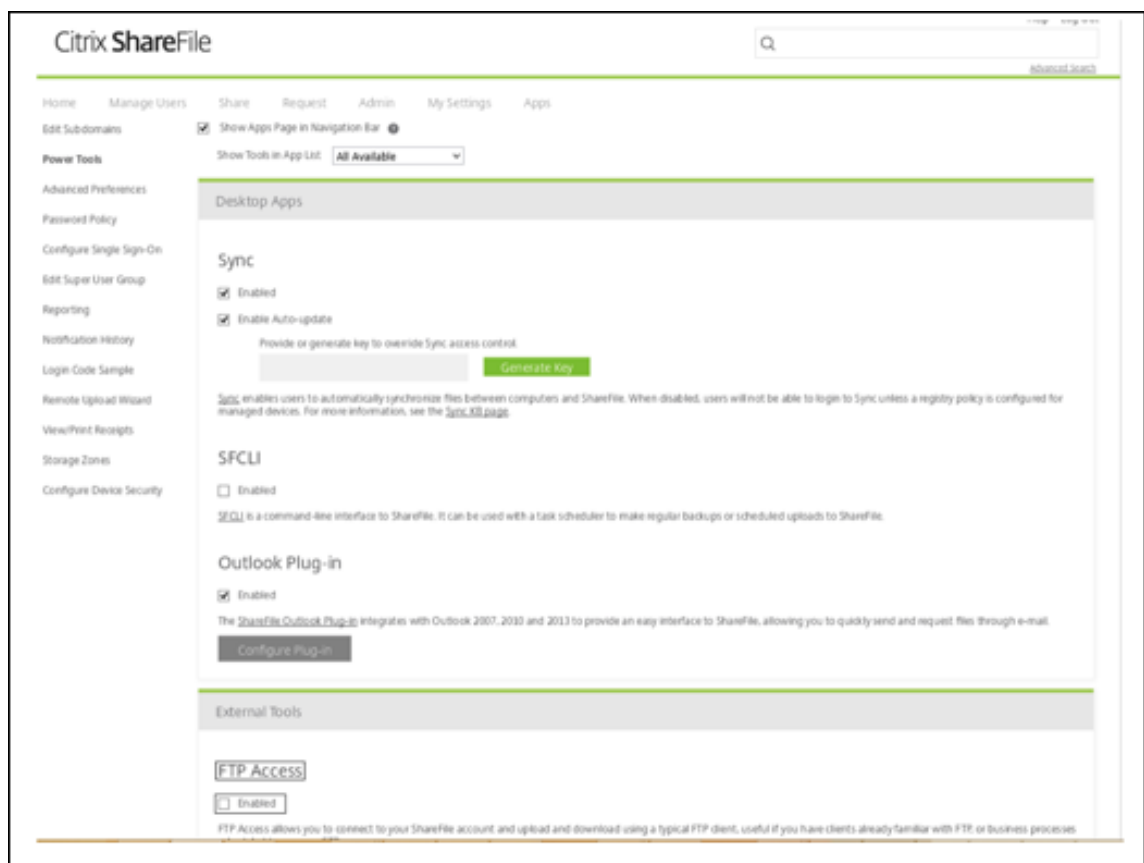 Help Log Out
Citrix ShareFile
Advanced Search
Home Manage Users Share Request Admin My Settings Apps
Edit Subdomains
Show Apps Page in Navigation Bar
Power Tools
Show Tools in App List All Available
Advanced Preferences
Desktop Apps
Password Policy
Configure Single Sign-On
Sync
Edit Super User Group
Enabled
Reporting
Enable Auto-update
Notification History
Provide or generate key to override Sync access control.
Login Code Sample
Generate Key
Remote Upload Wizard
Sync enables users to automatically synchronize files between computers and ShareFile. When disabled, users will not be able to login to Sync unless a registry policy is configured for
managed devices. For more information, see the Sync KB page.
View/Print Receipts
Storage Zones
SFCLI
Configure Device Security
Enabled
SFCLI is a command-line interface to ShareFile. It can be used with a task scheduler to make regular backups or scheduled uploads to ShareFile.
Outlook Plug-in
Enabled
The ShareFile Outlook Plug-in integrates with Outlook 2007, 2010 and 2013 to provide an easy interface to ShareFile, allowing you to quickly send and request files through e-mail.
Configure Plug-in
External Tools
FTP Access
Enabled
FTP Access allows you to connect to your ShareFile account and upload and download using a typical FTP client, useful if you have clients already familiar with FTP, or business processes